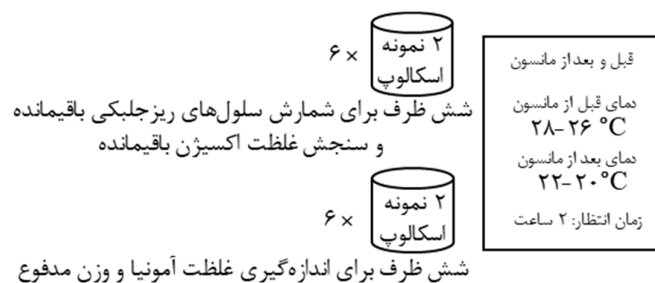 ۶ ×
۲ نمونه
اسکالوپ
شش ظرف برای شمارش سلول‌های ریزجلبکی باقیمانده
و سنجش غلظت اکسیژن باقیمانده
۶ ×
۲ نمونه
اسکالوپ
شش ظرف برای اندازه‌گیری غلظت آمونیا و وزن مدفوع
قبل و بعداز مانسون
دمای قبل از مانسون
۲۸-۲۶ °C
دمای بعد از مانسون
۲۲-۲۰°C
زمان انتظار: ۲ ساعت